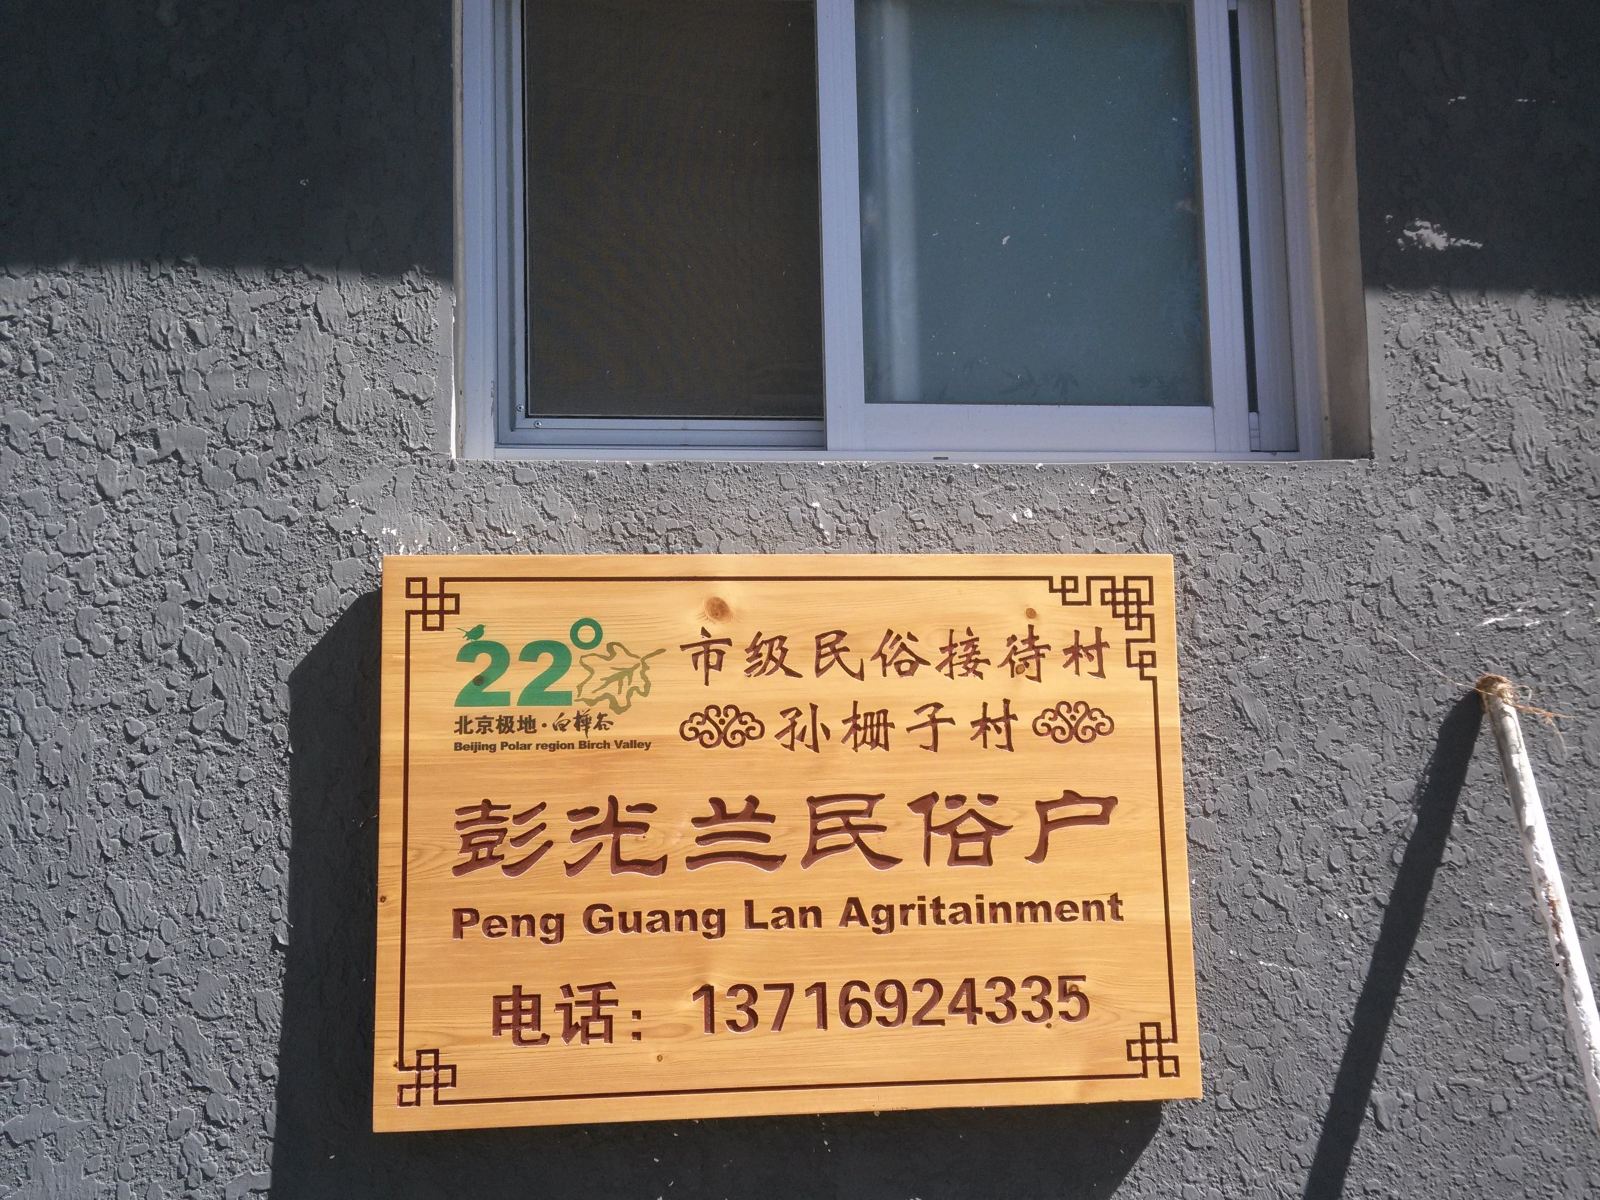 22°
北京极地·白桦谷
Beijing Polar region Birch Valley
市级民俗接待村
孙栅子村
彭光兰民俗户
Peng Guang Lan Agritainment
电话：13716924335